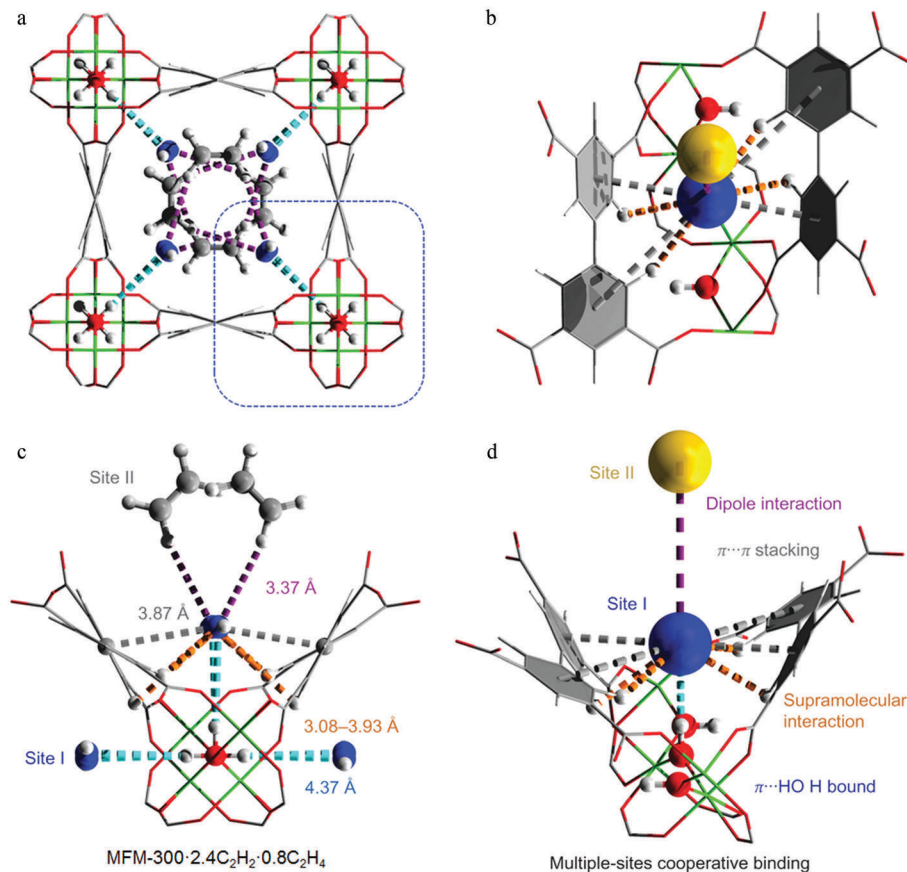 a
b
c
Site II
3.87 Å
3.37 Å
Site I
3.08–3.93 Å
4.37 Å
MFM-300·2.4C₂H₂·0.8C₂H₄
d
Site II
Dipole interaction
π···π stacking
Site I
Supramolecular
interaction
π···HO H bound
Multiple-sites cooperative binding